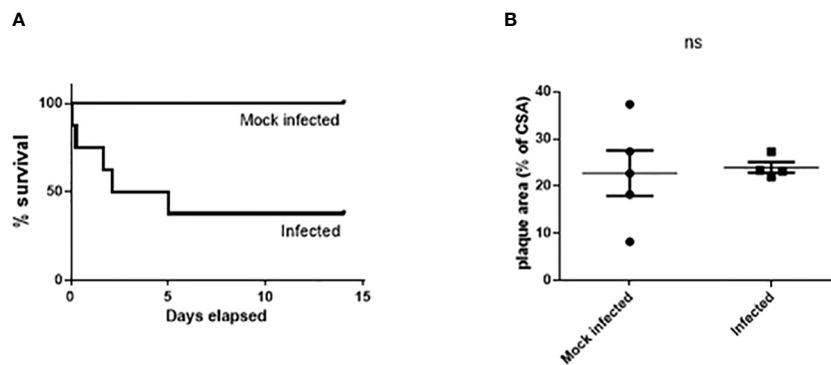 A
% survival
100
50
0
Mock infected
Infected
0
5
10
15
Days elapsed
B
ns
plaque area (% of CSA)
40
30
20
10
0
Mock infected
Infected